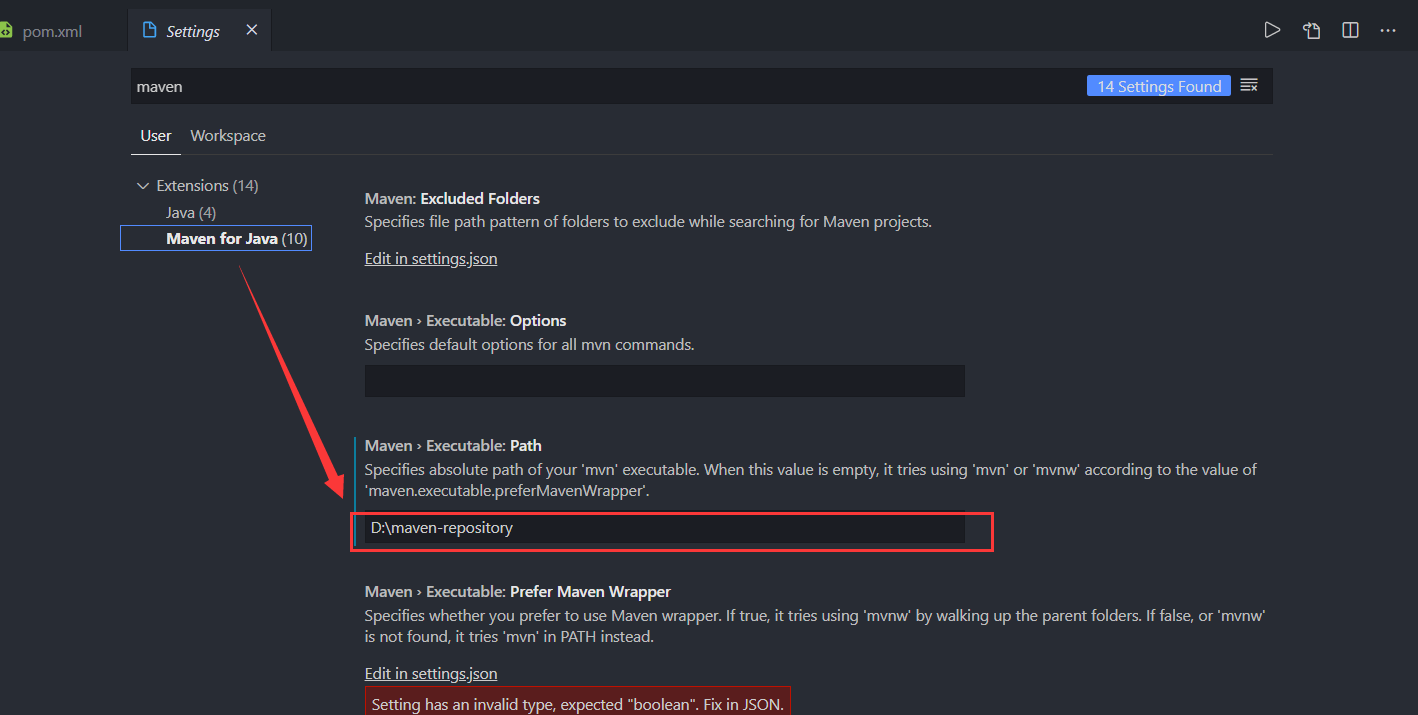 pom.xml
Settings
maven
14 Settings Found
User Workspace
Extensions (14)
Java (4)
Maven for Java (10)
Maven: Excluded Folders
Specifies file path pattern of folders to exclude while searching for Maven projects.
Edit in settings.json
Maven › Executable: Options
Specifies default options for all mvn commands.
Maven › Executable: Path
Specifies absolute path of your 'mvn' executable. When this value is empty, it tries using 'mvn' or 'mvnw' according to the value of
'maven.executable.preferMavenWrapper'.
D:\maven-repository
Maven › Executable: Prefer Maven Wrapper
Specifies whether you prefer to use Maven wrapper. If true, it tries using 'mvnw' by walking up the parent folders. If false, or 'mvnw'
is not found, it tries 'mvn' in PATH instead.
Edit in settings.json
Setting has an invalid type, expected "boolean". Fix in JSON.